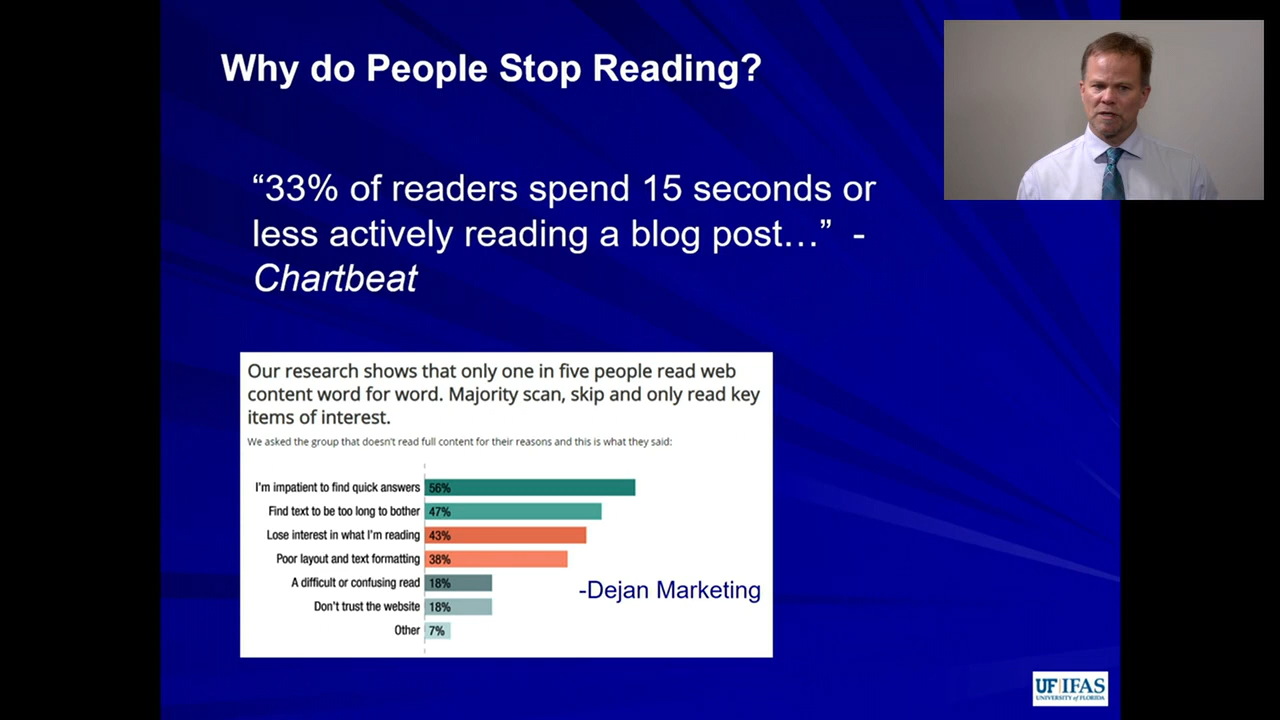 Why do People Stop Reading?
“33% of readers spend 15 seconds or
less actively reading a blog post…” -
Chartbeat
Our research shows that only one in five people read web
content word for word. Majority scan, skip and only read key
items of interest.
We asked the group that doesn't read full content for their reasons and this is what they said:
I'm impatient to find quick answers 56%
Find text to be too long to bother 47%
Lose interest in what I'm reading 43%
Poor layout and text formatting 38%
A difficult or confusing read 18%
Don't trust the website 18%
Other 7%
-Dejan Marketing
UF|IFAS
UNIVERSITY of FLORIDA